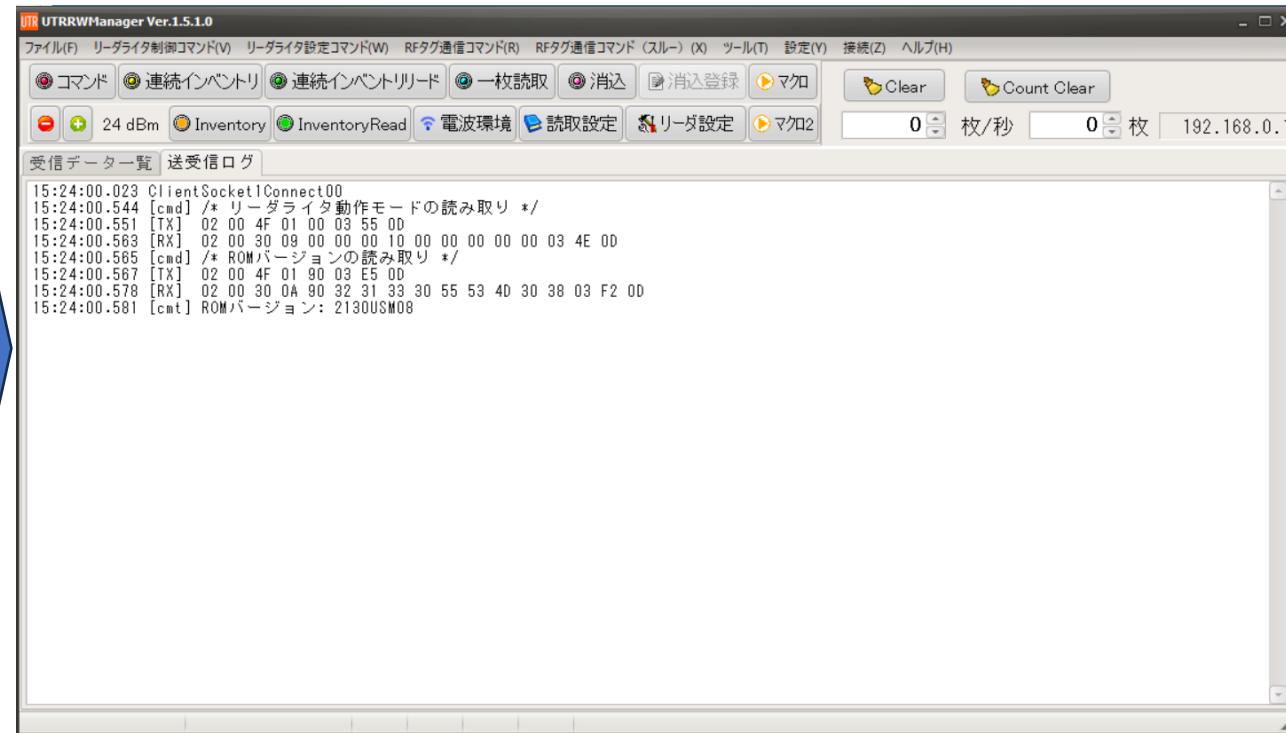 UTR UTRRWManager Ver.1.5.1.0
ファイル(F) リーダライタ制御コマンド(V) リーダライタ設定コマンド(W) RFタグ通信コマンド(R) RFタグ通信コマンド（スルー）(X) ツール(T) 設定(Y) 接続(Z) ヘルプ(H)
コマンド 連続インベントリ 連続インベントリリード 一枚読取 消込 消込登録 マクロ Clear Count Clear
24 dBm Inventory InventoryRead 電波環境 読取設定 リーダ設定 マクロ2 0 枚/秒 0 枚 192.168.0.
受信データ一覧 送受信ログ
15:24:00.023 ClientSocket1Connect00
15:24:00.544 [cmd] /* リーダライタ動作モードの読み取り */
15:24:00.551 [TX] 02 00 4F 01 00 03 55 0D
15:24:00.563 [RX] 02 00 30 09 00 00 00 10 00 00 00 00 00 03 4E 0D
15:24:00.565 [cmd] /* ROMバージョンの読み取り */
15:24:00.567 [TX] 02 00 4F 01 90 03 E5 0D
15:24:00.578 [RX] 02 00 30 0A 90 32 31 33 30 55 53 4D 30 38 03 F2 0D
15:24:00.581 [cmt] ROMバージョン: 2130USM08